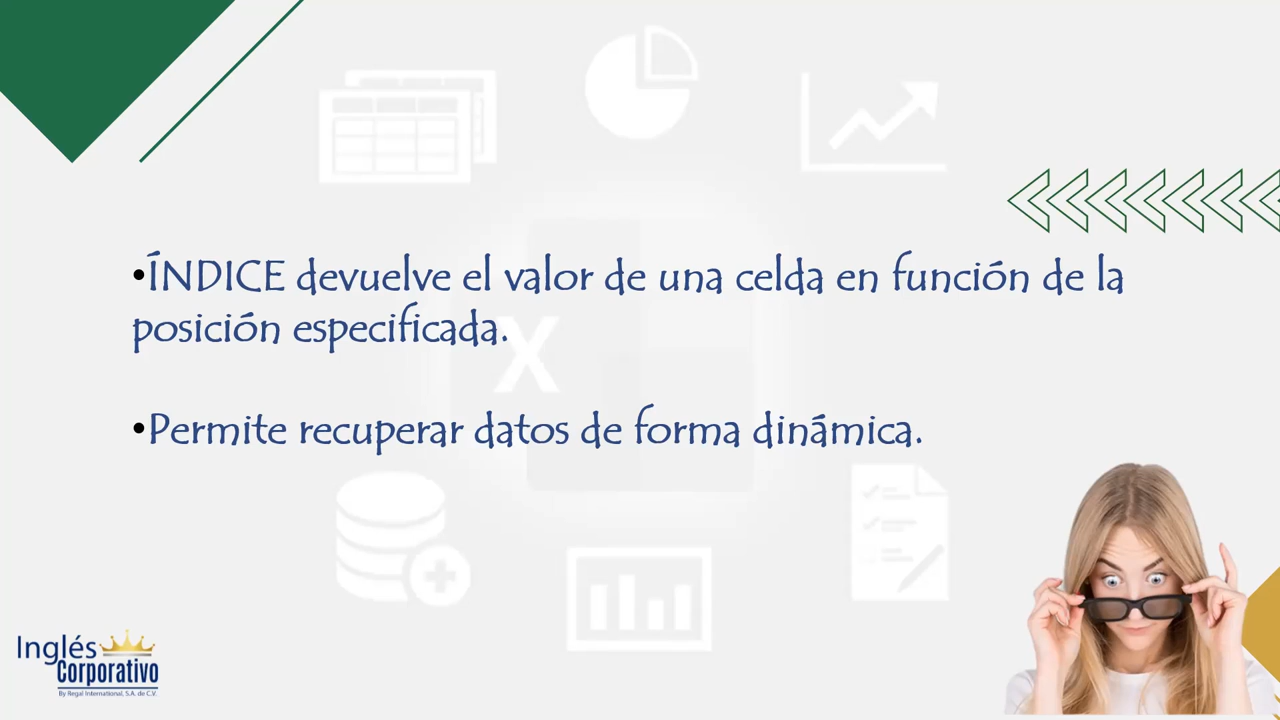 •ÍNDICE devuelve el valor de una celda en función de la
posición especificada.
•Permite recuperar datos de forma dinámica.
X
Inglés
Corporativo
By Regal International, S.A. de C.V.